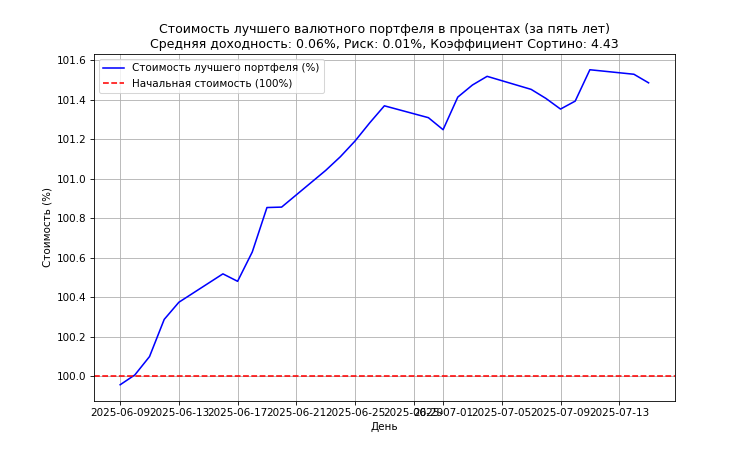 Стоимость лучшего валютного портфеля в процентах (за пять лет)
Средняя доходность: 0.06%, Риск: 0.01%, Коэффициент Сортино: 4.43
Стоимость лучшего портфеля (%)
Начальная стоимость (100%)
Стоимость (%)
101.6
101.4
101.2
101.0
100.8
100.6
100.4
100.2
100.0
2025-06-09 2025-06-13 2025-06-17 2025-06-21 2025-06-25 2025-06-29 2025-07-01 2025-07-05 2025-07-09 2025-07-13
День